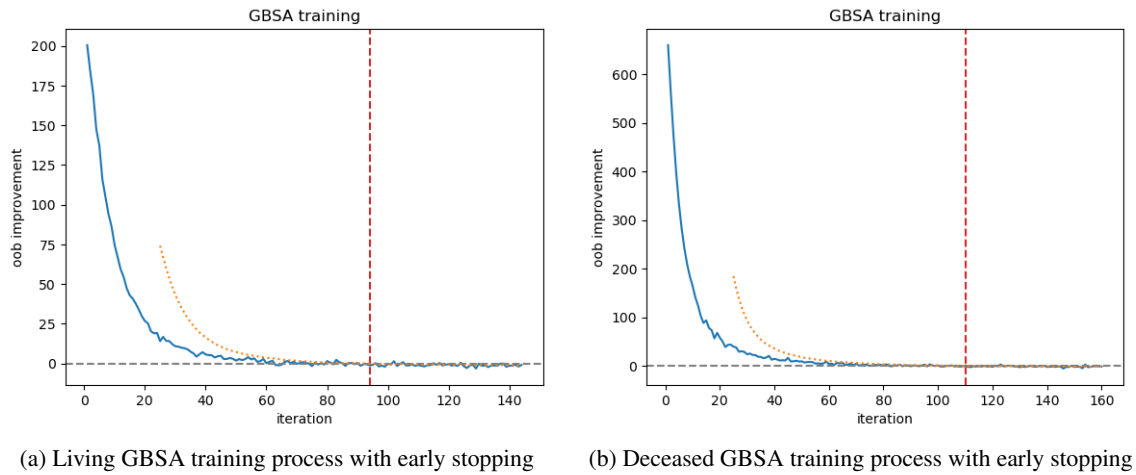 GBSA training
200
175
150
125
100
75
50
25
0
oob improvement
0 20 40 60 80 100 120 140
iteration
(a) Living GBSA training process with early stopping
GBSA training
600
500
400
300
200
100
0
oob improvement
0 20 40 60 80 100 120 140 160
iteration
(b) Deceased GBSA training process with early stopping